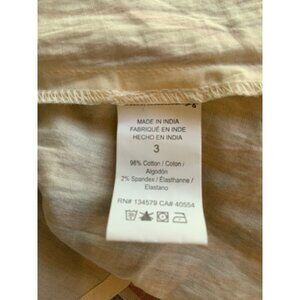 MADE IN INDIA
FABRIQUÉ EN INDE
HECHO EN INDIA
3
98% Cotton / Coton /
Algodón
2% Spandex / Élasthanne /
Elastano
RN# 134579 CA# 40554